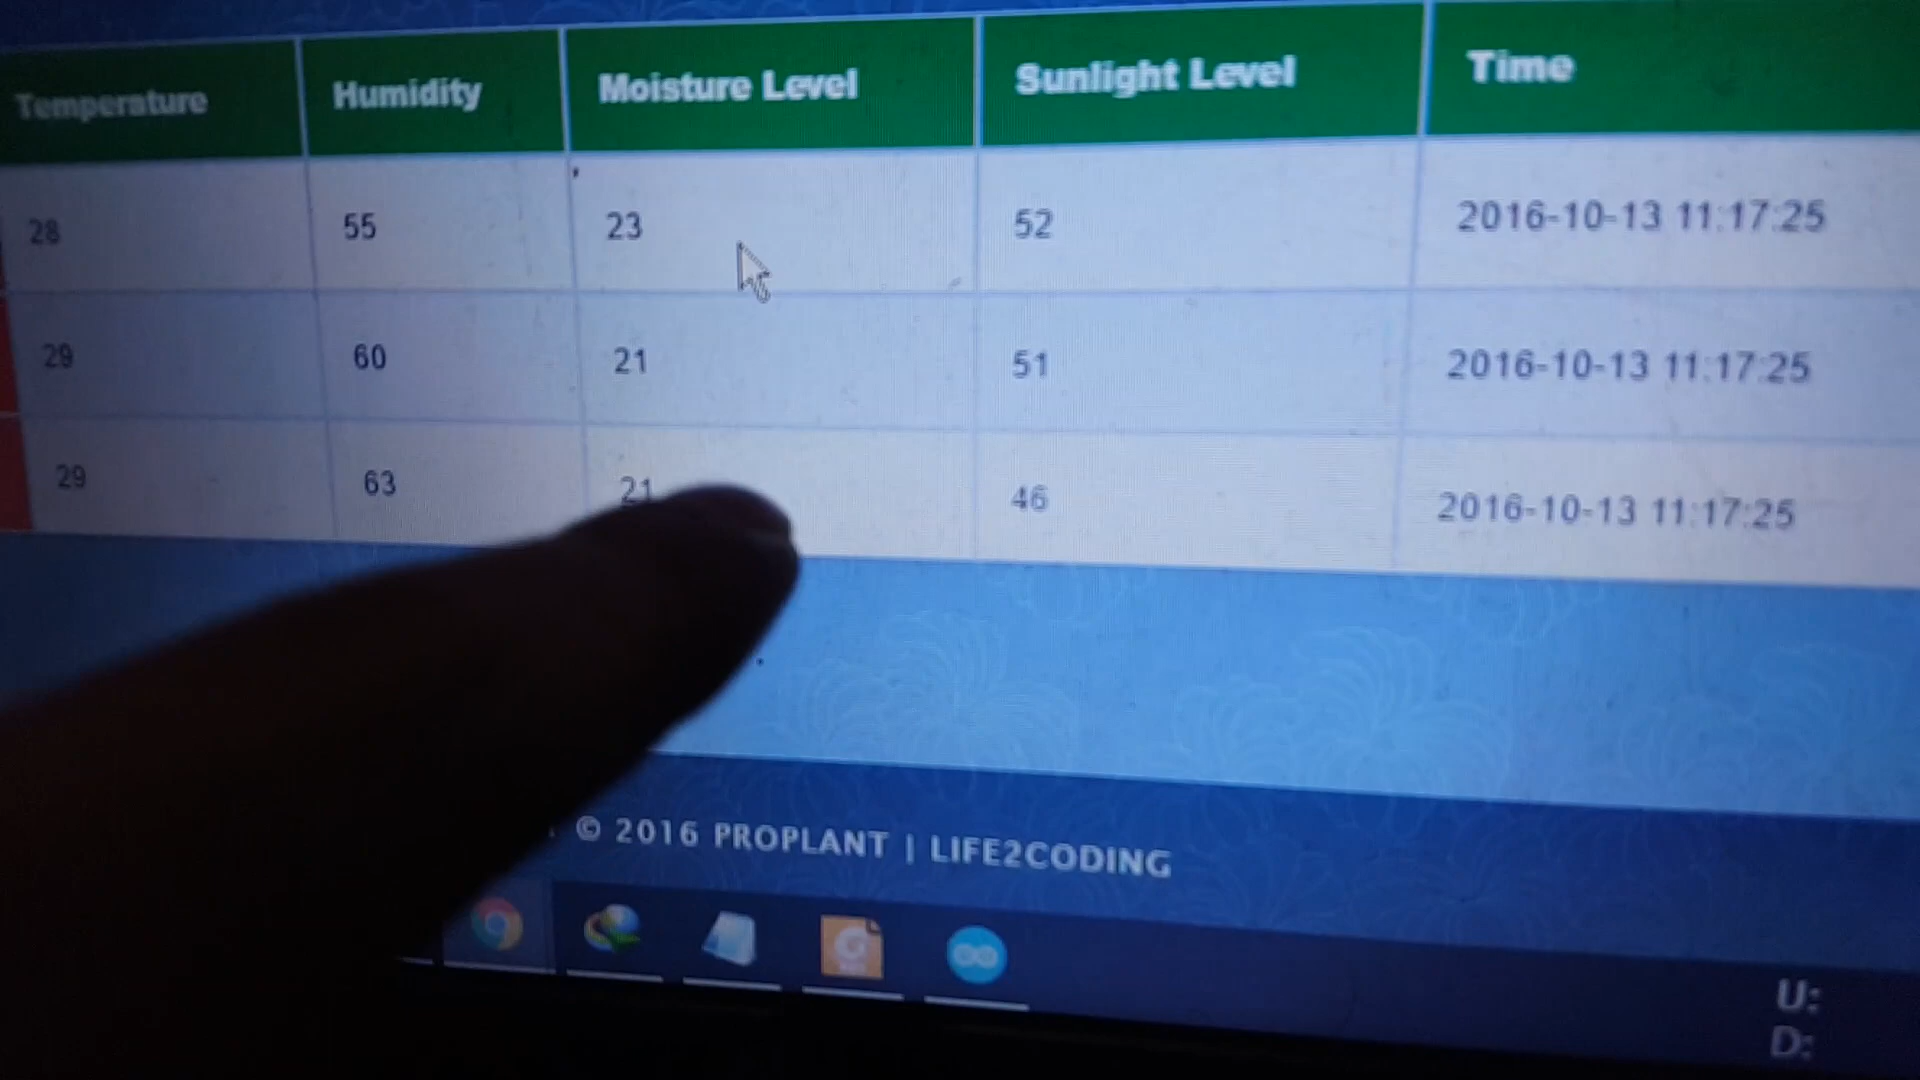 Temperature Humidity Moisture Level Sunlight Level Time
28 55 23 52 2016-10-13 11:17:25
29 60 21 51 2016-10-13 11:17:25
29 63 21 46 2016-10-13 11:17:25
© 2016 PROPLANT | LIFE2CODING
U:
D: